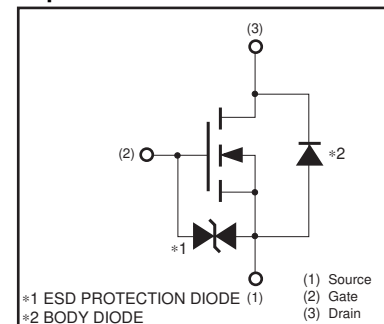 (3)
(2)
∗2
∗1
(1)
∗1 ESD PROTECTION DIODE
∗2 BODY DIODE
(1) Source
(2) Gate
(3) Drain